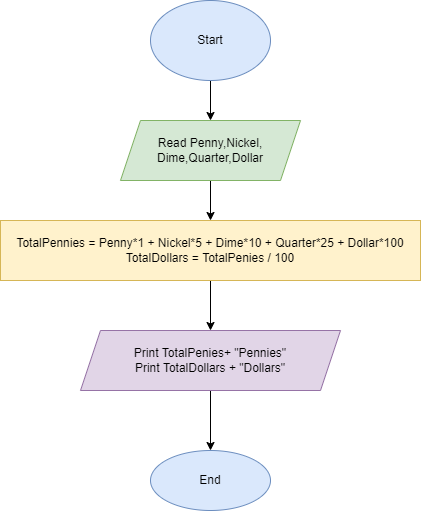 Start
Read Penny,Nickel,
Dime,Quarter,Dollar
TotalPennies = Penny*1 + Nickel*5 + Dime*10 + Quarter*25 + Dollar*100
TotalDollars = TotalPenies / 100
Print TotalPenies+ "Pennies"
Print TotalDollars + "Dollars"
End